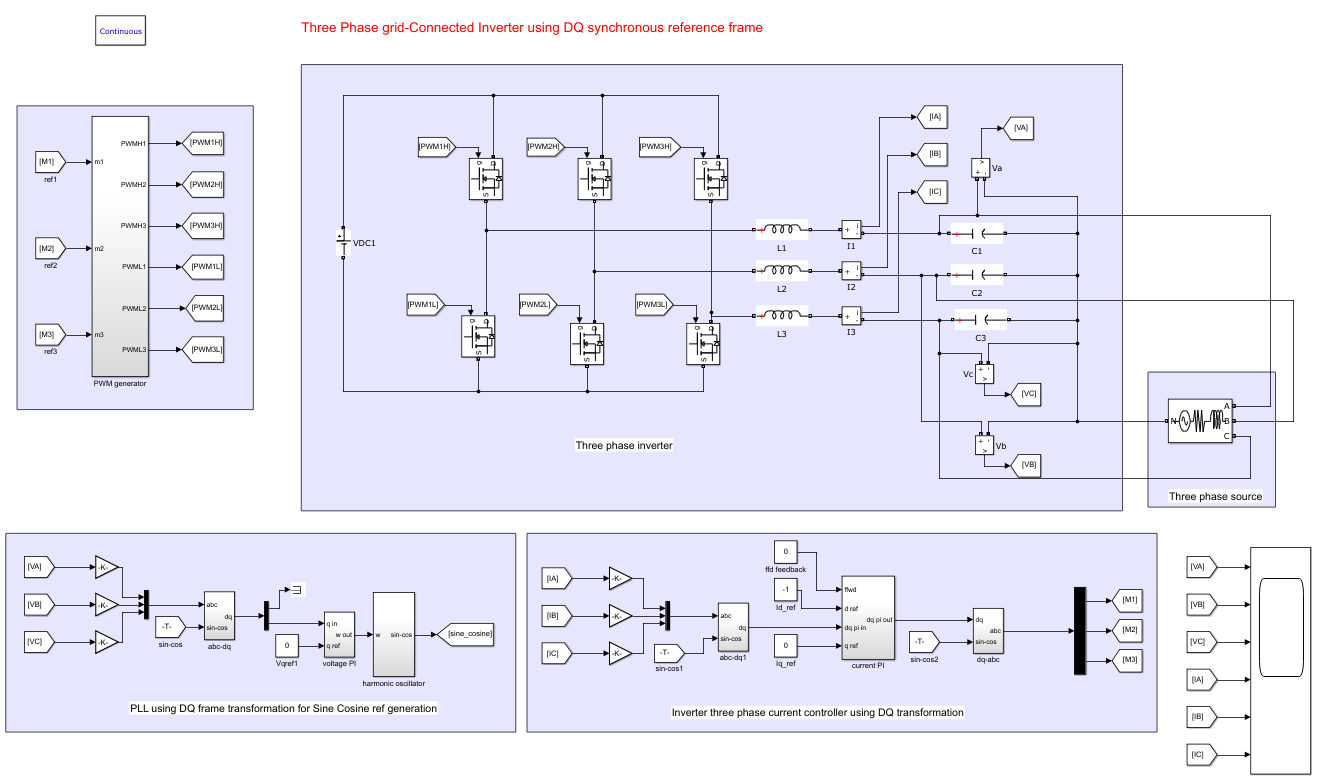 Continuous
Three Phase grid-Connected Inverter using DQ synchronous reference frame
[M1]
ref1
[M2]
ref2
[M3]
ref3
m1
m2
m3
PWMH1
PWMH2
PWMH3
PWML1
PWML2
PWML3
[PWM1H]
[PWM2H]
[PWM3H]
[PWM1L]
[PWM2L]
[PWM3L]
PWM generator
[PWM1H]
[PWM2H]
[PWM3H]
g
D
S
g
D
S
g
D
S
VDC1
[PWM1L]
[PWM2L]
[PWM3L]
g
D
S
g
D
S
g
D
S
L1
L2
L3
+ i -
I1
+ i -
I2
+ i -
I3
[IA]
[IB]
[IC]
[VA]
v + -
Va
C1
C2
C3
+ - v
Vc
[VC]
+ - v
Vb
[VB]
Three phase inverter
N
A
B
C
Three phase source
[VA]
[VB]
[VC]
-K-
-K-
-K-
-T-
sin-cos
abc
sin-cos
dq
abc-dq
0
Vqref1
q in
q ref
w out
voltage PI
w
sin-cos
harmonic oscillator
[sine_cosine]
PLL using DQ frame transformation for Sine Cosine ref generation
[IA]
[IB]
[IC]
-K-
-K-
-K-
-T-
sin-cos1
abc
sin-cos
dq
abc-dq1
0
ffd feedback
-1
Id_ref
0
Iq_ref
ffwd
d ref
dq pi in
q ref
dq pi out
current PI
-T-
sin-cos2
dq
sin-cos
abc
dq-abc
[M1]
[M2]
[M3]
Inverter three phase current controller using DQ transformation
[VA]
[VB]
[VC]
[IA]
[IB]
[IC]